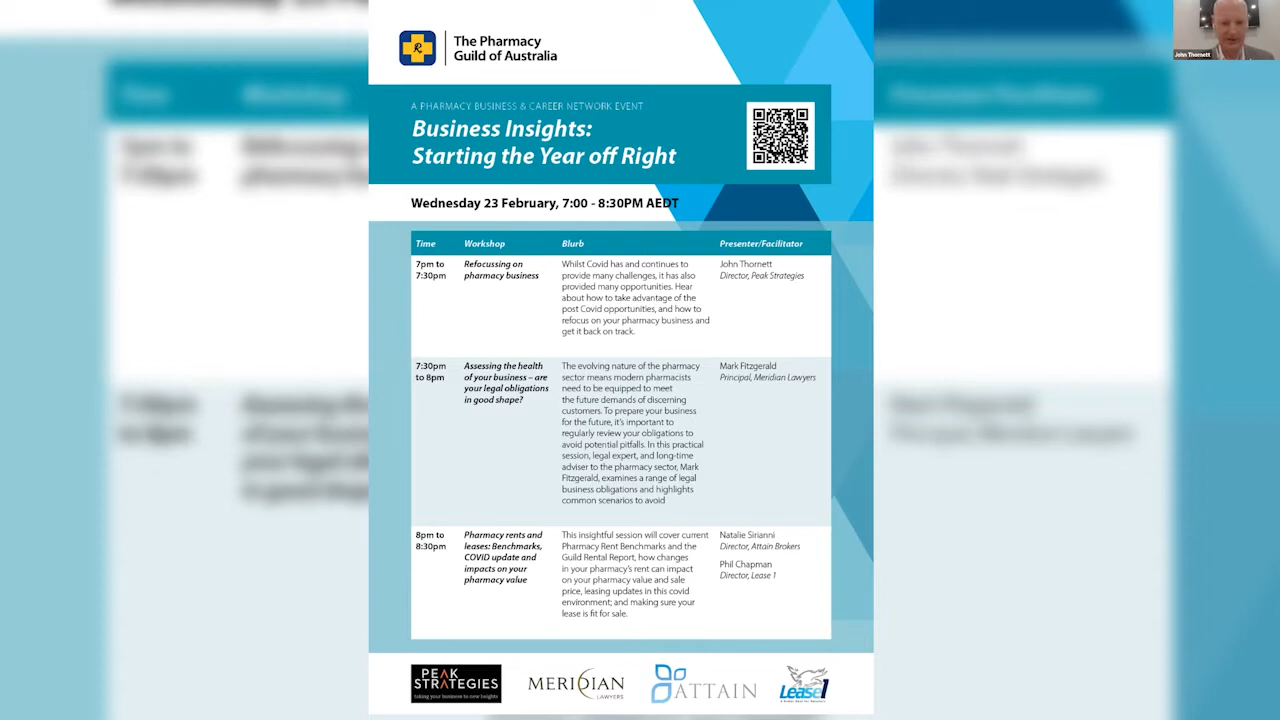 John Thornett
The Pharmacy
Guild of Australia
A PHARMACY BUSINESS & CAREER NETWORK EVENT
Business Insights:
Starting the Year off Right
Wednesday 23 February, 7:00 - 8:30PM AEDT
Time Workshop Blurb Presenter/Facilitator
7pm to
7:30pm
Refocussing on
pharmacy business
Whilst Covid has and continues to
provide many challenges, it has also
provided many opportunities. Hear
about how to take advantage of the
post Covid opportunities, and how to
refocus on your pharmacy business and
get it back on track.
John Thornett
Director, Peak Strategies
7:30pm
to 8pm
Assessing the health
of your business – are
your legal obligations
in good shape?
The evolving nature of the pharmacy
sector means modern pharmacists
need to be equipped to meet
the future demands of discerning
customers. To prepare your business
for the future, it's important to
regularly review your obligations to
avoid potential pitfalls. In this practical
session, legal expert, and long-time
adviser to the pharmacy sector, Mark
Fitzgerald, examines a range of legal
business obligations and highlights
common scenarios to avoid
Mark Fitzgerald
Principal, Meridian Lawyers
8pm to
8:30pm
Pharmacy rents and
leases: Benchmarks,
COVID update and
impacts on your
pharmacy value
This insightful session will cover current
Pharmacy Rent Benchmarks and the
Guild Rental Report, how changes
in your pharmacy's rent can impact
on your pharmacy value and sale
price, leasing updates in this covid
environment; and making sure your
lease is fit for sale.
Natalie Sirianni
Director, Attain Brokers
Phil Chapman
Director, Lease 1
PEAK
STRATEGIES
taking your business to new heights
MERIDIAN
LAWYERS
ATTAIN
Lease1